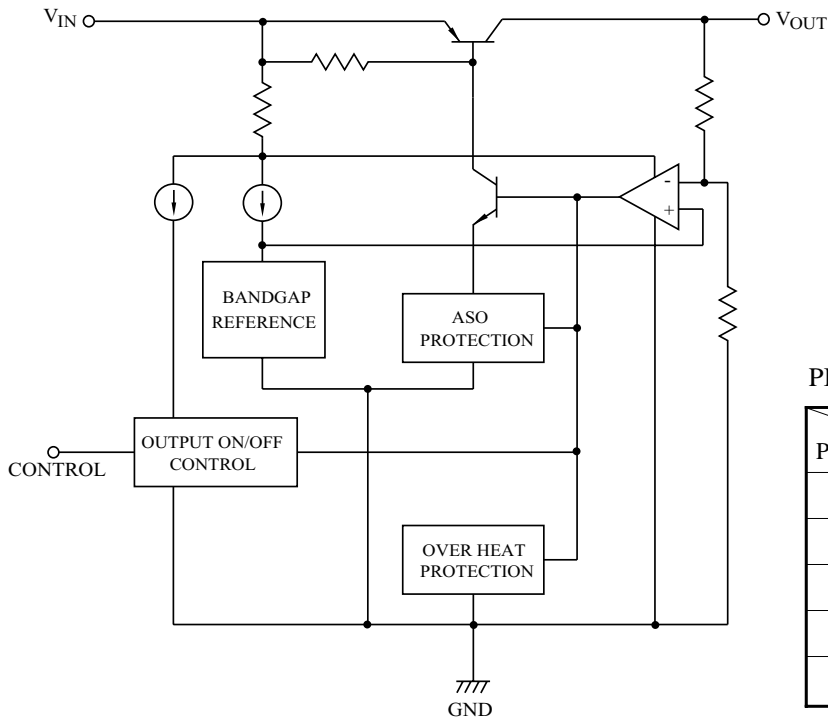 VIN
VOUT
-
+
BANDGAP
REFERENCE
ASO
PROTECTION
OUTPUT ON/OFF
CONTROL
CONTROL
OVER HEAT
PROTECTION
GND